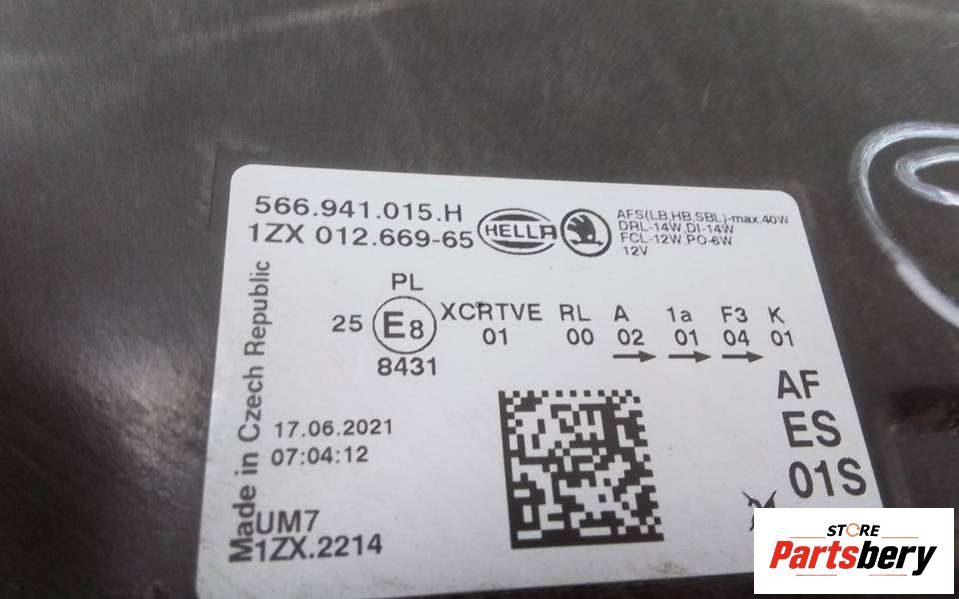 566.941.015.H
1ZX 012.669-65
HELLA
AFS(LB,HB,SBL)-max.40W
DRL-14W,DI-14W
FCL-12W,PO-6W
12V
PL
25 E8 XCRTVE RL A 1a F3 K
01 00 02 01 04 01
8431
Made in Czech Republic
17.06.2021
07:04:12
AF
ES
01S
UM7
1ZX.2214
STORE
Partsbery